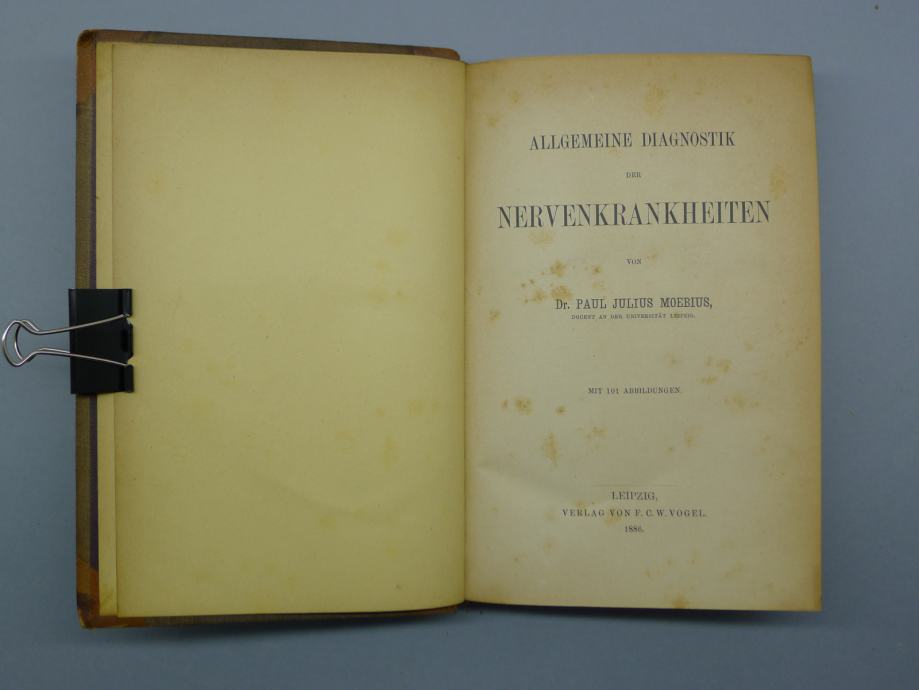 ALLGEMEINE DIAGNOSTIK
DER
NERVENKRANKHEITEN
VON
Dr. PAUL JULIUS MOEBIUS,
DOCENT AN DER UNIVERSITÄT LEIPZIG.
MIT 101 ABBILDUNGEN.
LEIPZIG,
VERLAG VON F. C. W. VOGEL.
1886.